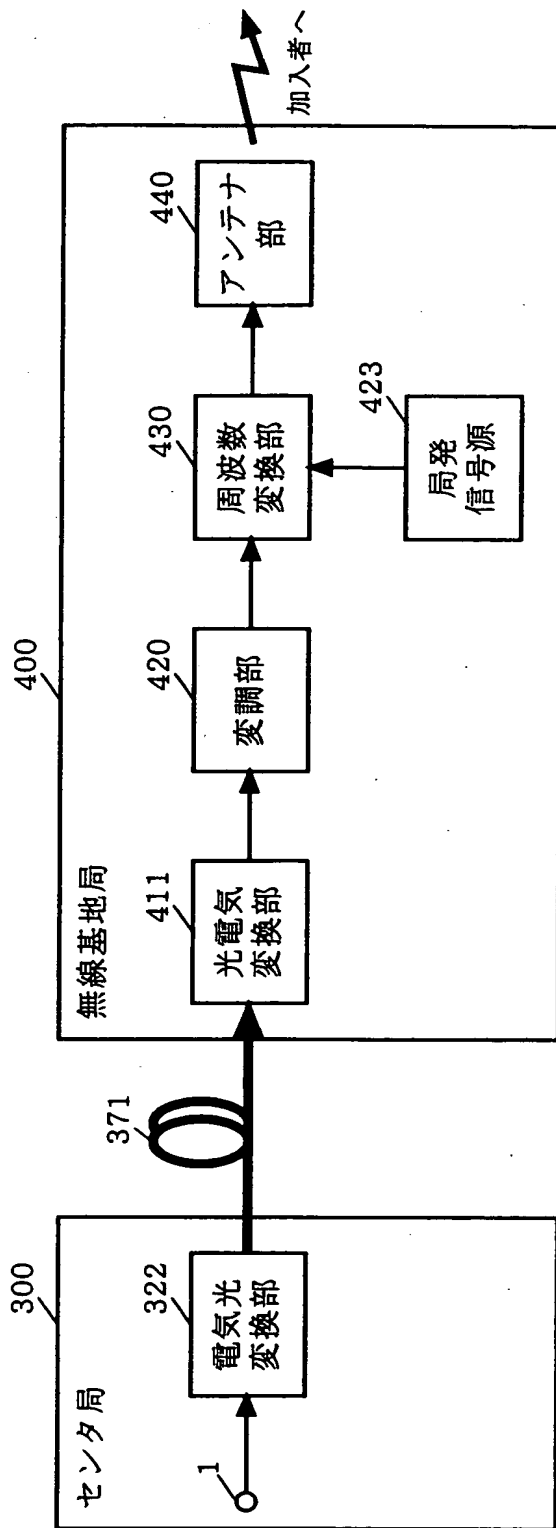 センタ局
300
1
322
電気光
変換部
371
400
無線基地局
411
光電気
変換部
420
変調部
430
周波数
変換部
423
局発
信号源
440
アンテナ
部
加入者へ